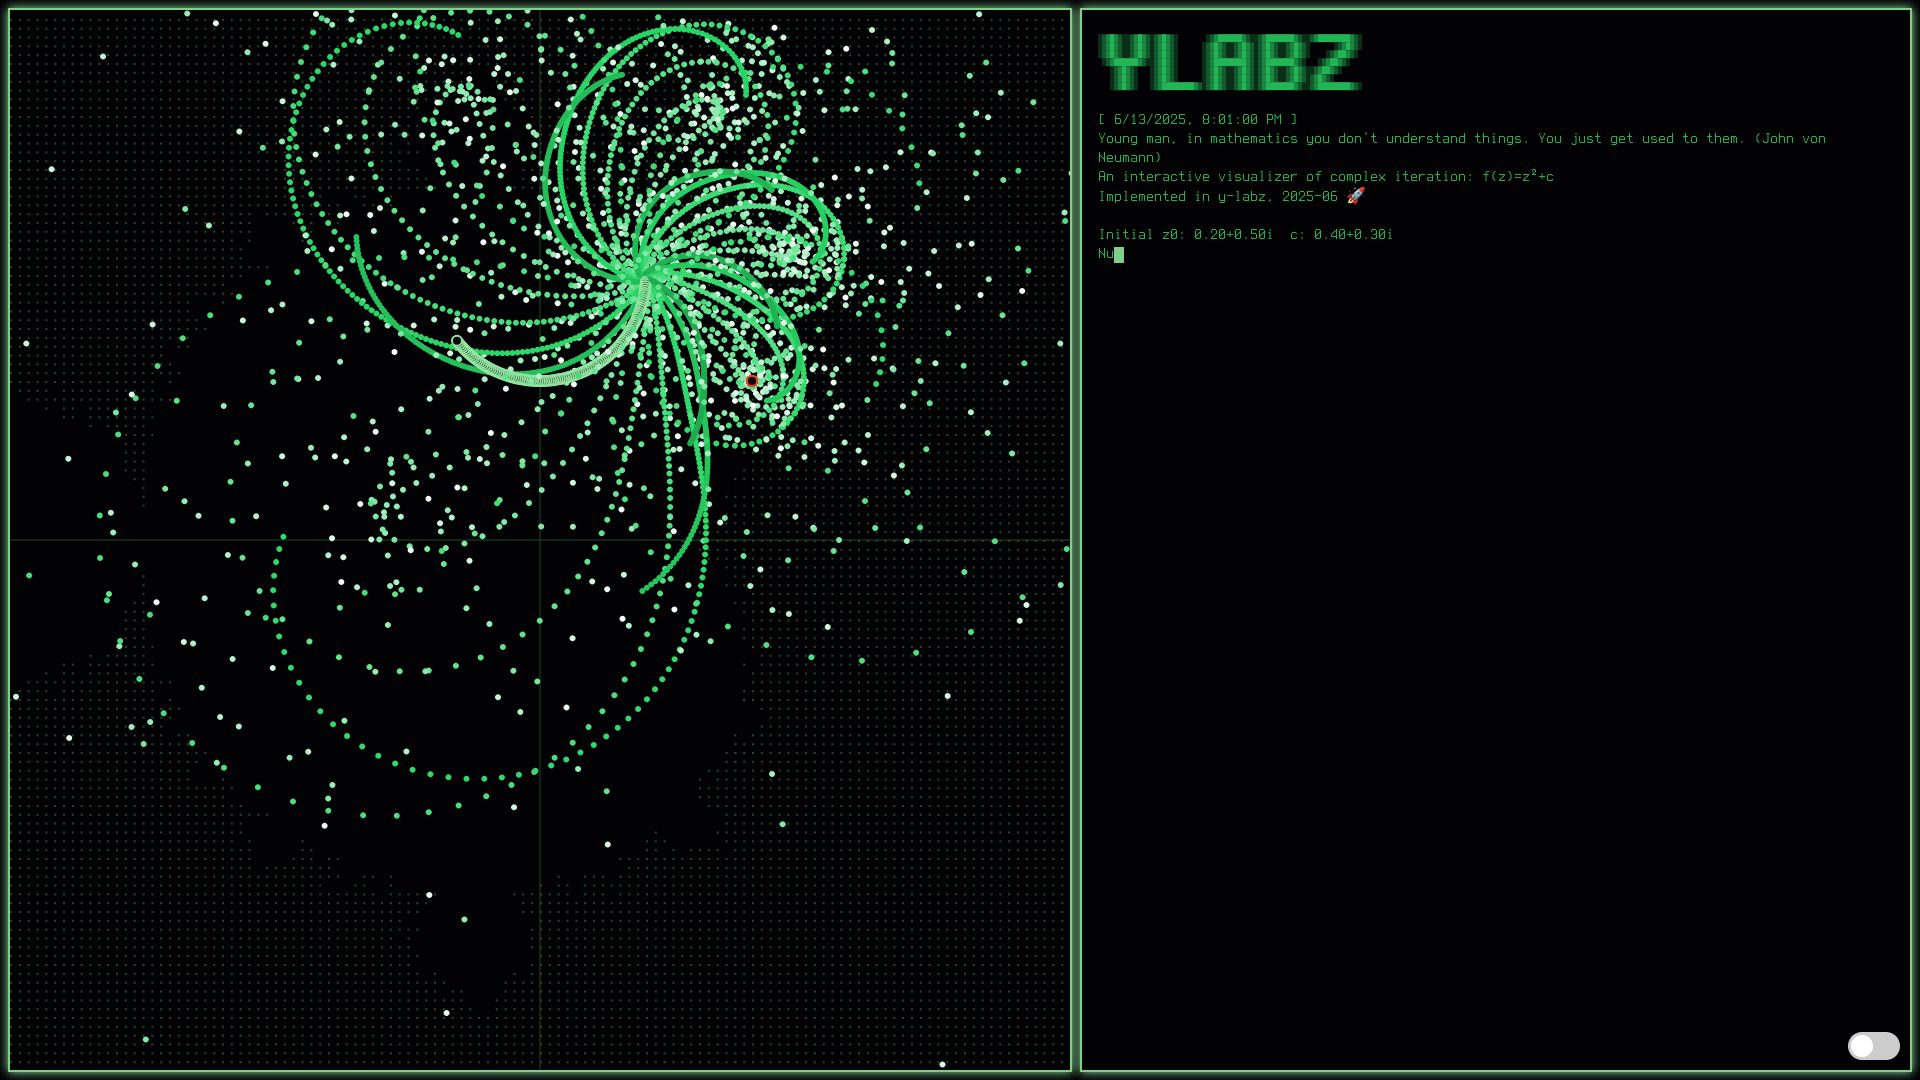 YLABZ
[ 6/13/2025, 8:01:00 PM ]
Young man, in mathematics you don't understand things. You just get used to them. (John von
Neumann)
An interactive visualizer of complex iteration: f(z)=z²+c
Implemented in y-labz, 2025-06 🚀
Initial z0: 0.20+0.50i  c: 0.40+0.30i
Nu